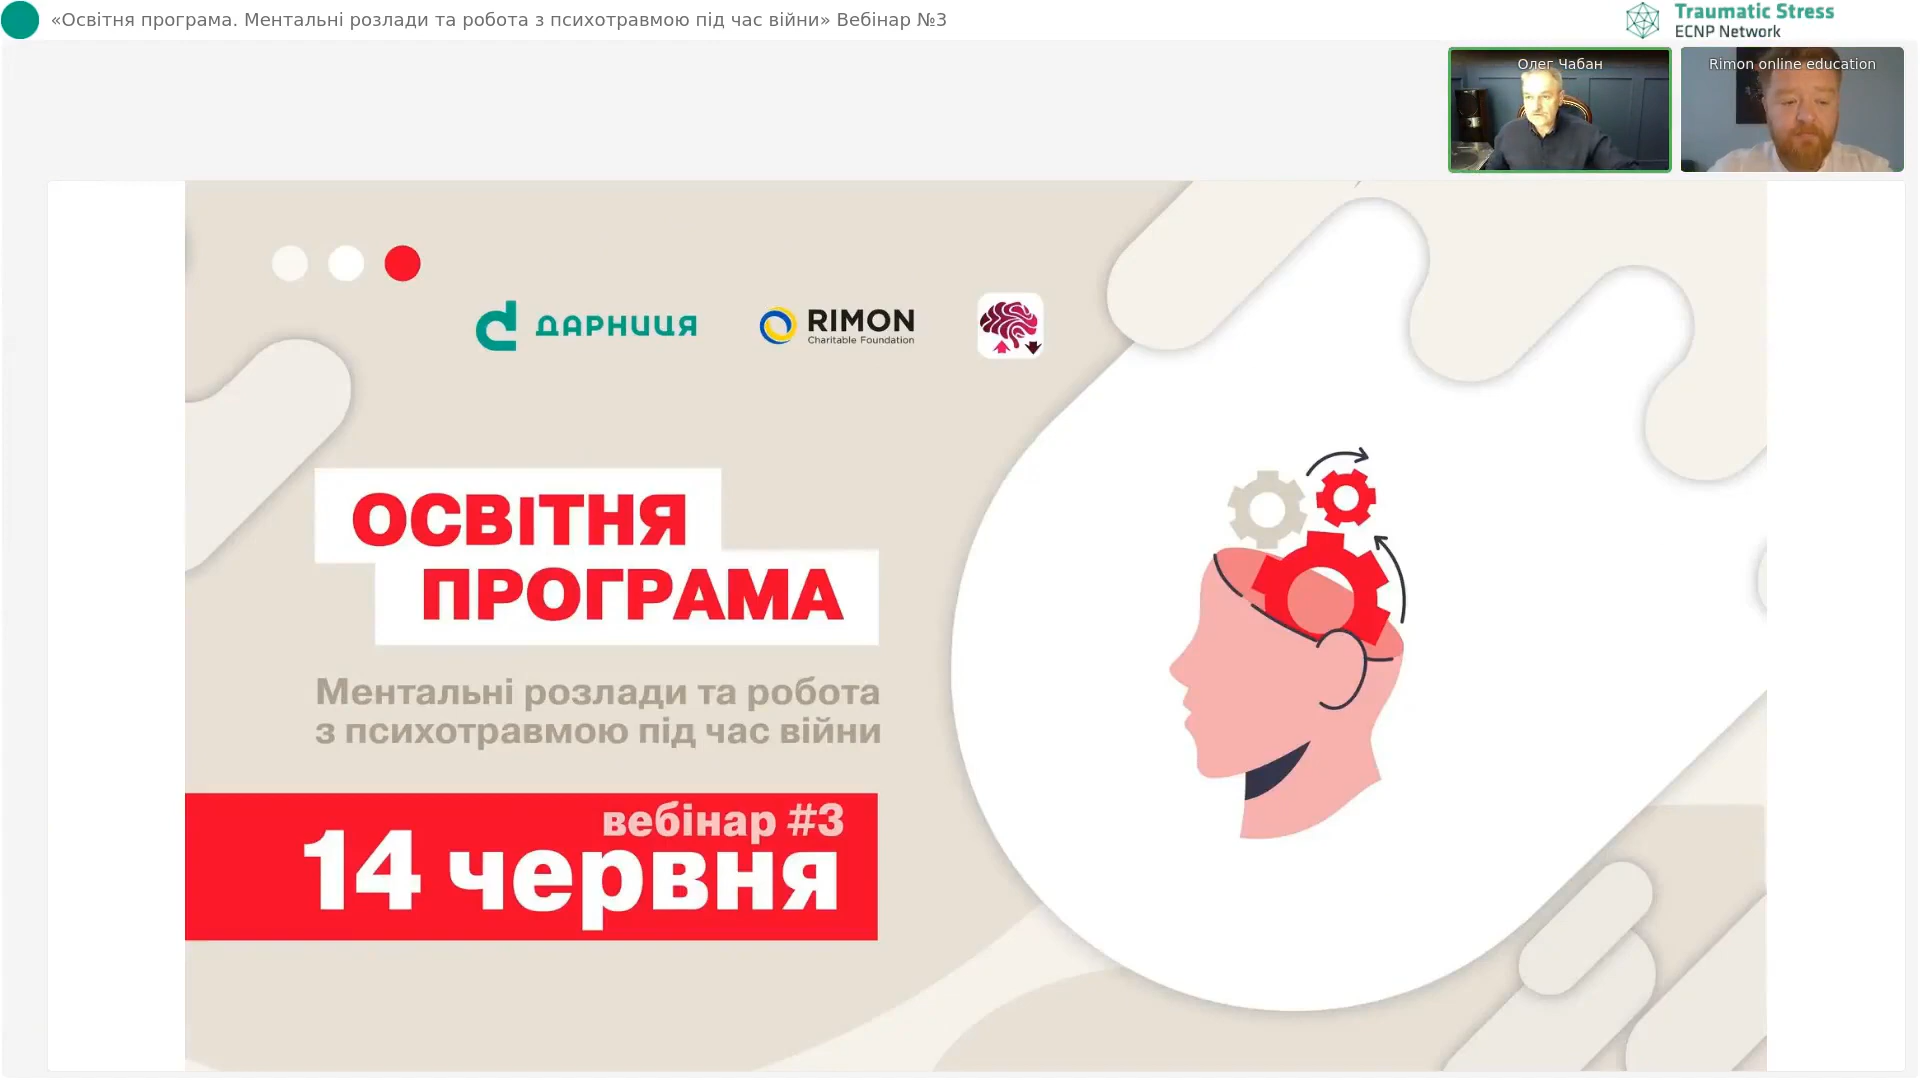 «Освітня програма. Ментальні розлади та робота з психотравмою під час війни» Вебінар №3
Traumatic Stress
ECNP Network
Олег Чабан
Rimon online education
ДАРНИЦЯ
RIMON
Charitable Foundation
ОСВІТНЯ
ПРОГРАМА
Ментальні розлади та робота
з психотравмою під час війни
вебінар #3
14 червня